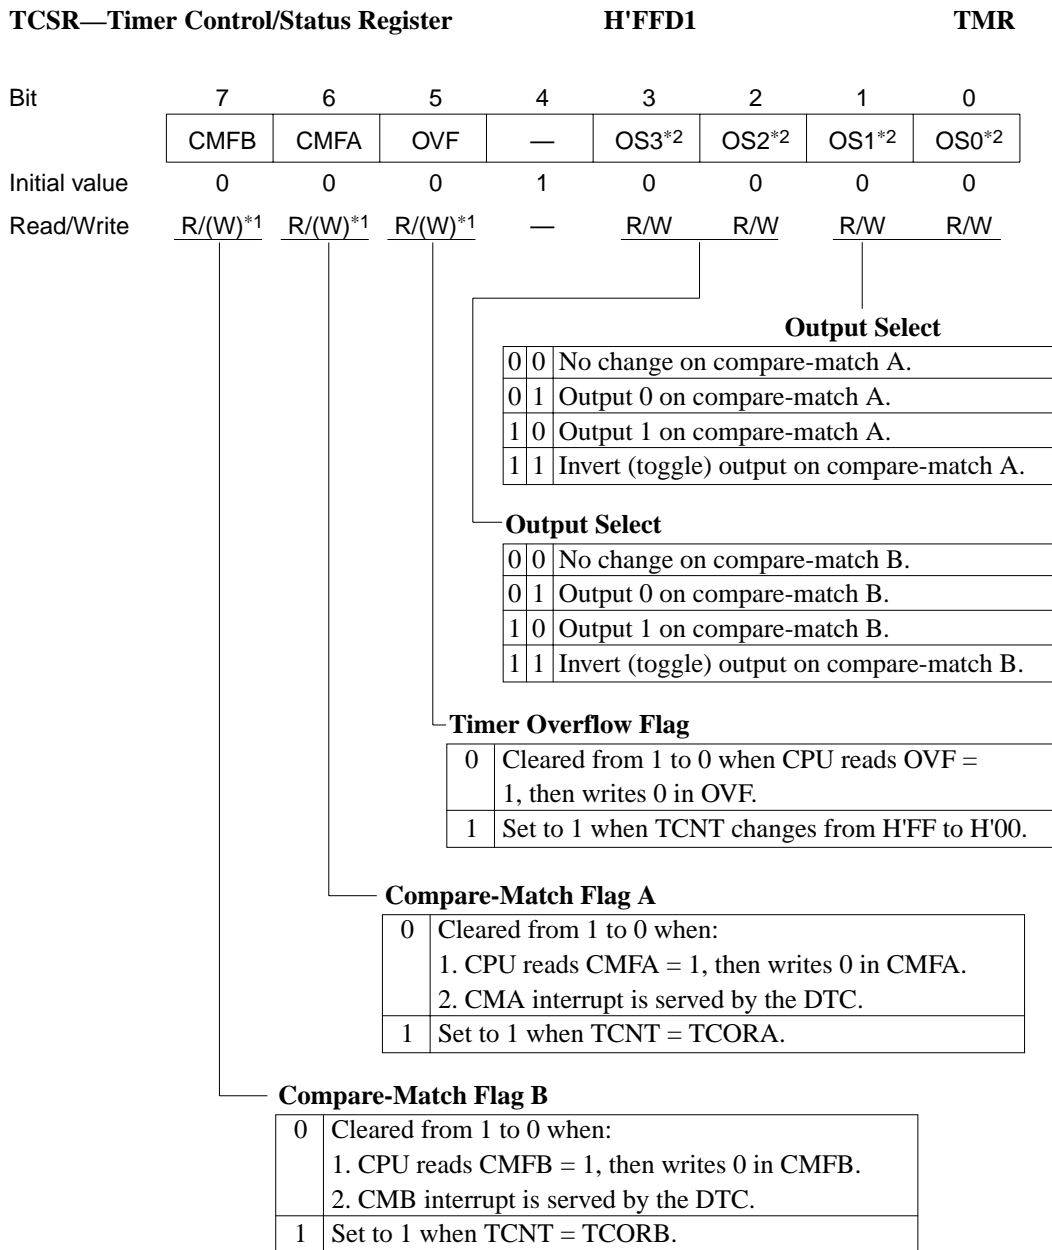 TCSR—Timer Control/Status Register H'FFD1 TMR
Bit 7 6 5 4 3 2 1 0
CMFB CMFA OVF — OS3*2 OS2*2 OS1*2 OS0*2
Initial value 0 0 0 1 0 0 0 0
Read/Write R/(W)*1 R/(W)*1 R/(W)*1 — R/W R/W R/W R/W
Output Select
0 0 No change on compare-match A.
0 1 Output 0 on compare-match A.
1 0 Output 1 on compare-match A.
1 1 Invert (toggle) output on compare-match A.
Output Select
0 0 No change on compare-match B.
0 1 Output 0 on compare-match B.
1 0 Output 1 on compare-match B.
1 1 Invert (toggle) output on compare-match B.
Timer Overflow Flag
0 Cleared from 1 to 0 when CPU reads OVF =
1, then writes 0 in OVF.
1 Set to 1 when TCNT changes from H'FF to H'00.
Compare-Match Flag A
0 Cleared from 1 to 0 when:
1. CPU reads CMFA = 1, then writes 0 in CMFA.
2. CMA interrupt is served by the DTC.
1 Set to 1 when TCNT = TCORA.
Compare-Match Flag B
0 Cleared from 1 to 0 when:
1. CPU reads CMFB = 1, then writes 0 in CMFB.
2. CMB interrupt is served by the DTC.
1 Set to 1 when TCNT = TCORB.